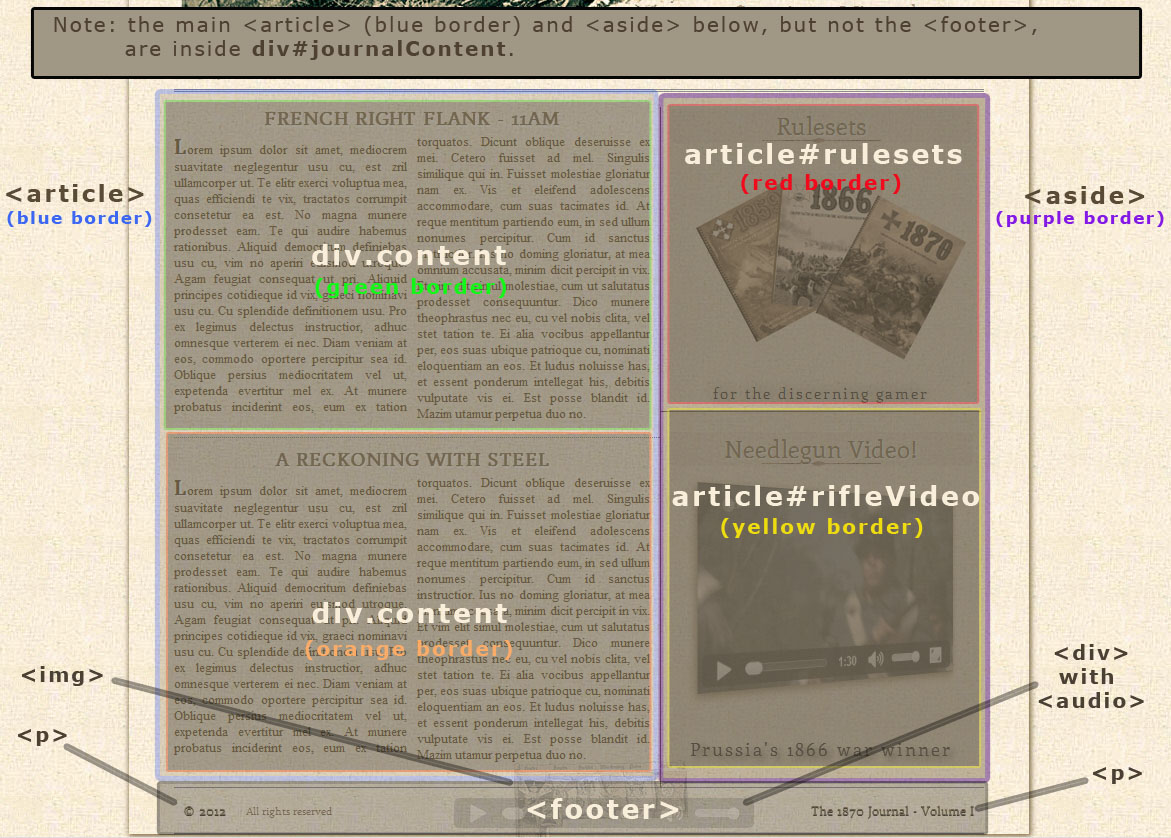 Note: the main <article> (blue border) and <aside> below, but not the <footer>,
are inside div#journalContent.
<article>
(blue border)
FRENCH RIGHT FLANK - 11AM
Lorem ipsum dolor sit amet, mediocrem
suavitate neglegentur usu cu, est zril
ullamcorper ut. Te elitr exerci voluptua mea,
quas efficiendi te vix, tractatos corrumpit
consetetur ea est. No magna munere
prodesset eam. Te qui audire habemus
rationibus. Aliquid democritum definiebas
usu cu, vim no aperiri euismod utroque.
Agam feugiat consequat ut pri. Aliquid
principes cotidieque id vix, graeci nominavi
usu cu. Cu splendide definitionem usu. Pro
ex legimus delectus instructior, adhuc
omnesque verterem ei nec. Diam veniam at
eos, commodo oportere percipitur sea id.
Oblique persius mediocritatem vel ut,
expetenda evertitur mel ex. At munere
probatus inciderint eos, eum ex tation
torquatos. Dicunt oblique deseruisse ex
mei. Cetero fuisset ad mel. Singulis
similique qui in. Fuisset molestiae gloriatur,
nam ex. Vis et eleifend adolescens
accommodare, cum suas tacimates id. At
reque mentitum partiendo eum, in sed ullum
nonumes percipitur. Cum id sanctus
no doming gloriatur, at mea
omnium accusata, minim dicit percipit in vix.
simul molestiae, cum ut salutatus
prodesset consequuntur. Dico munere
theophrastus nec eu, cu vel nobis clita, vel
stet tation te. Ei alia vocibus appellantur
per, eos suas ubique patrioque cu, nominati
eloquentiam an eos. Et ludus noluisse has,
et essent ponderum intellegat his, debitis
vulputate vis ei. Est posse blandit id.
Mazim utamur perpetua duo no.
div.content
(green border)
A RECKONING WITH STEEL
Lorem ipsum dolor sit amet, mediocrem
suavitate neglegentur usu cu, est zril
ullamcorper ut. Te elitr exerci voluptua mea,
quas efficiendi te vix, tractatos corrumpit
consetetur ea est. No magna munere
prodesset eam. Te qui audire habemus
rationibus. Aliquid democritum definiebas
usu cu, vim no aperiri euismod utroque.
Agam feugiat consequat ut pri. Aliquid
principes cotidieque id vix, graeci nominavi
usu cu. Cu splendide definitionem usu. Pro
ex legimus delectus instructior, adhuc
omnesque verterem ei nec. Diam veniam at
eos, commodo oportere percipitur sea id.
Oblique persius mediocritatem vel ut,
expetenda evertitur mel ex. At munere
probatus inciderint eos, eum ex tation
torquatos. Dicunt oblique deseruisse ex
mei. Cetero fuisset ad mel. Singulis
similique qui in. Fuisset molestiae gloriatur,
nam ex. Vis et eleifend adolescens
accommodare, cum suas tacimates id. At
reque mentitum partiendo eum, in sed ullum
nonumes percipitur. Cum id sanctus
instructior. Ius no doming gloriatur, at mea
minim dicit percipit in vix.
Et vim elit simul molestiae, cum ut salutatus
prodesset consequuntur. Dico munere
theophrastus nec eu, cu vel nobis clita, vel
stet tation te. Ei alia vocibus appellantur
per, eos suas ubique patrioque cu, nominati
eloquentiam an eos. Et ludus noluisse has,
et essent ponderum intellegat his, debitis
vulputate vis ei. Est posse blandit id.
Mazim utamur perpetua duo no.
div.content
(orange border)
Rulesets
article#rulesets
(red border)
1859
1866
1870
for the discerning gamer
<aside>
(purple border)
Needlegun Video!
article#rifleVideo
(yellow border)
1:30
Prussia's 1866 war winner
<img>
<p>
<div>
with
<audio>
<p>
© 2012
All rights reserved
<footer>
The 1870 Journal - Volume I